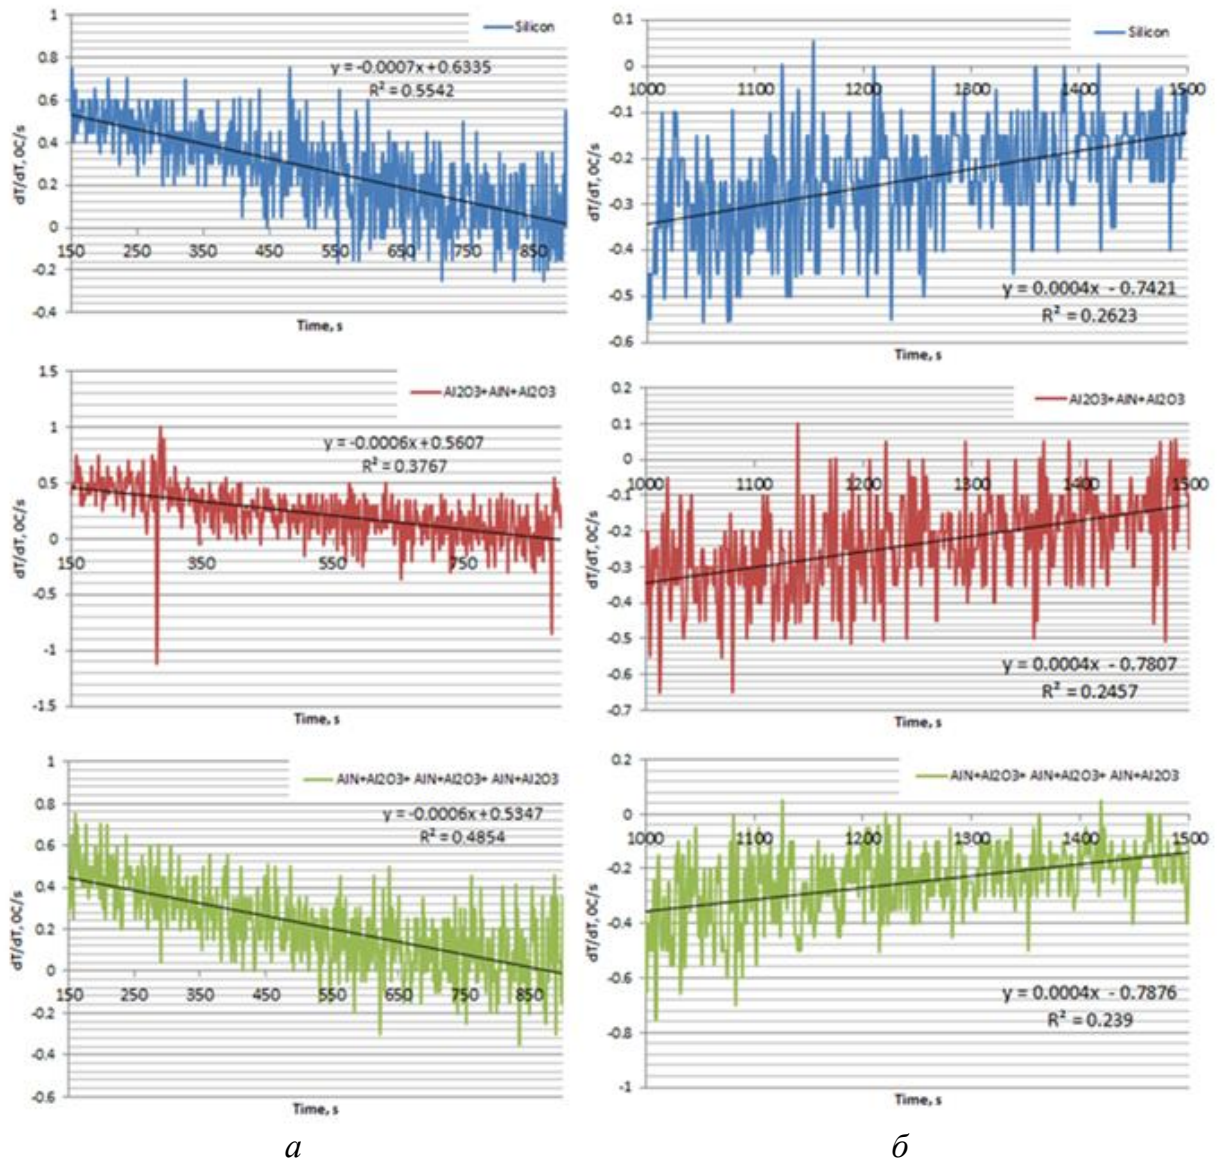 1
0.8
0.6
0.4
0.2
0
-0.2
-0.4
dT/dT, 0C/s
Silicon
y = -0.0007x + 0.6335
R² = 0.5542
150 250 350 450 550 650 750 850
Time, s
0.1
0
-0.1
-0.2
-0.3
-0.4
-0.5
-0.6
dT/dT, 0C/s
Silicon
1000 1100 1200 1300 1400 1500
y = 0.0004x - 0.7421
R² = 0.2623
Time, s
1.5
1
0.5
0
-0.5
-1
-1.5
dT/dT, 0C/s
Al2O3+AlN+Al2O3
y = -0.0006x + 0.5607
R² = 0.3767
150 350 550 750
Time, s
0.2
0.1
0
-0.1
-0.2
-0.3
-0.4
-0.5
-0.6
-0.7
dT/dT, 0C/s
Al2O3+AlN+Al2O3
1000 1100 1200 1300 1400 1500
y = 0.0004x - 0.7807
R² = 0.2457
Time, s
1
0.8
0.6
0.4
0.2
0
-0.2
-0.4
-0.6
dT/dT, 0C/s
AlN+Al2O3+ AlN+Al2O3+ AlN+Al2O3
y = -0.0006x + 0.5347
R² = 0.4854
150 250 350 450 550 650 750 850
Time, s
0.2
0
-0.2
-0.4
-0.6
-0.8
-1
dT/dT, 0C/s
AlN+Al2O3+ AlN+Al2O3+ AlN+Al2O3
1000 1100 1200 1300 1400 1500
y = 0.0004x - 0.7876
R² = 0.239
Time, s
а б